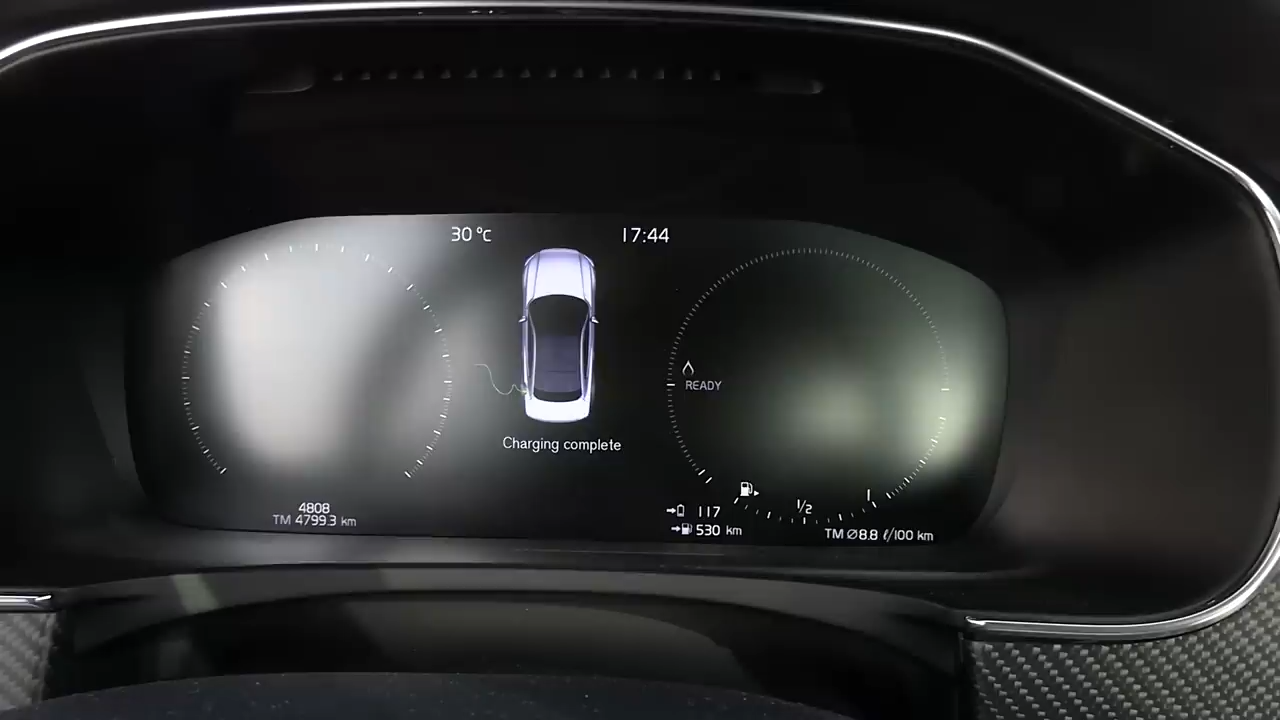 30 °C
17:44
READY
Charging complete
1/2
1
4808
TM 4799.3 km
117
530 km
TM Ø8.8 ℓ/100 km